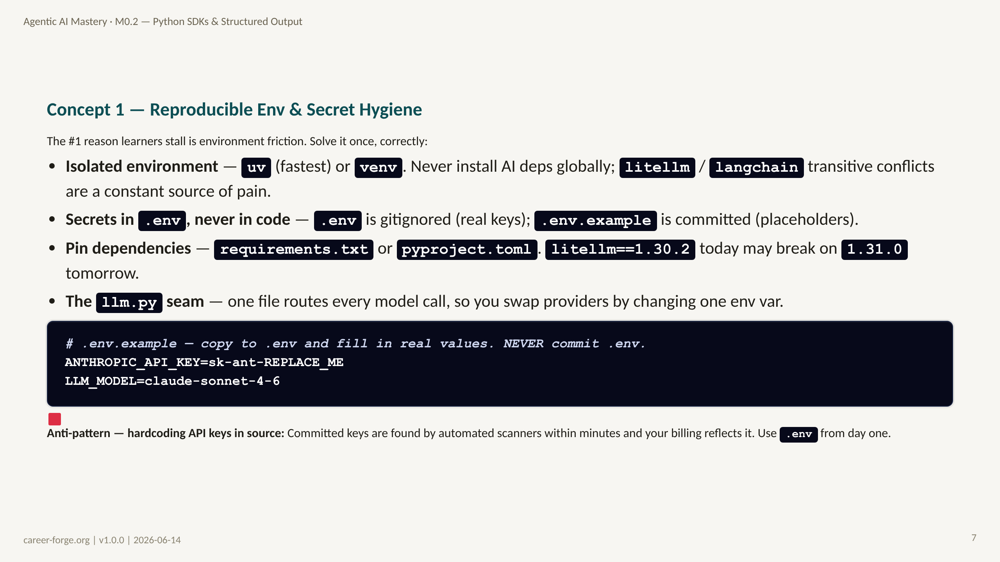 Agentic AI Mastery · M0.2 — Python SDKs & Structured Output
Concept 1 — Reproducible Env & Secret Hygiene
The #1 reason learners stall is environment friction. Solve it once, correctly:
• Isolated environment — uv (fastest) or venv. Never install AI deps globally; litellm / langchain transitive conflicts
are a constant source of pain.
• Secrets in .env, never in code — .env is gitignored (real keys); .env.example is committed (placeholders).
• Pin dependencies — requirements.txt or pyproject.toml. litellm==1.30.2 today may break on 1.31.0
tomorrow.
• The llm.py seam — one file routes every model call, so you swap providers by changing one env var.
# .env.example — copy to .env and fill in real values. NEVER commit .env.
ANTHROPIC_API_KEY=sk-ant-REPLACE_ME
LLM_MODEL=claude-sonnet-4-6
Anti-pattern — hardcoding API keys in source: Committed keys are found by automated scanners within minutes and your billing reflects it. Use .env from day one.
career-forge.org | v1.0.0 | 2026-06-14
7